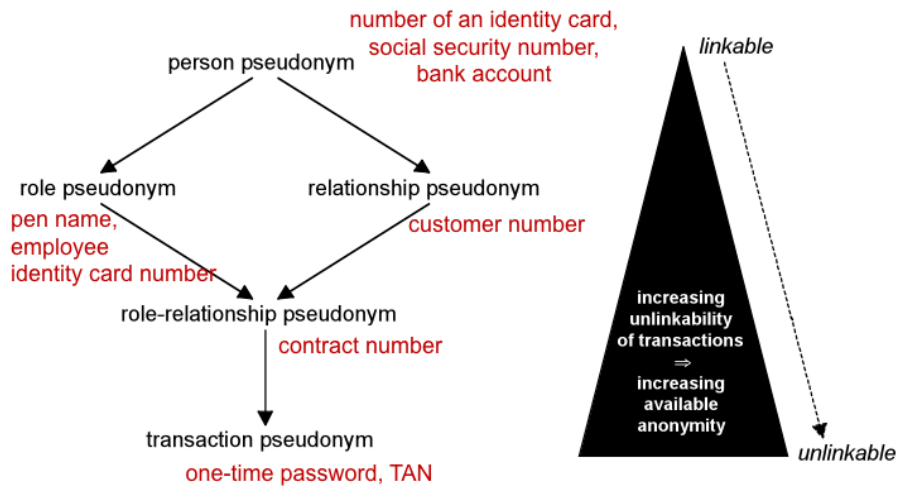 number of an identity card,
social security number,
bank account
person pseudonym
linkable
role pseudonym
relationship pseudonym
pen name,
employee
identity card number
customer number
role-relationship pseudonym
contract number
increasing
unlinkability
of transactions
⇒
increasing
available
anonymity
transaction pseudonym
one-time password, TAN
unlinkable